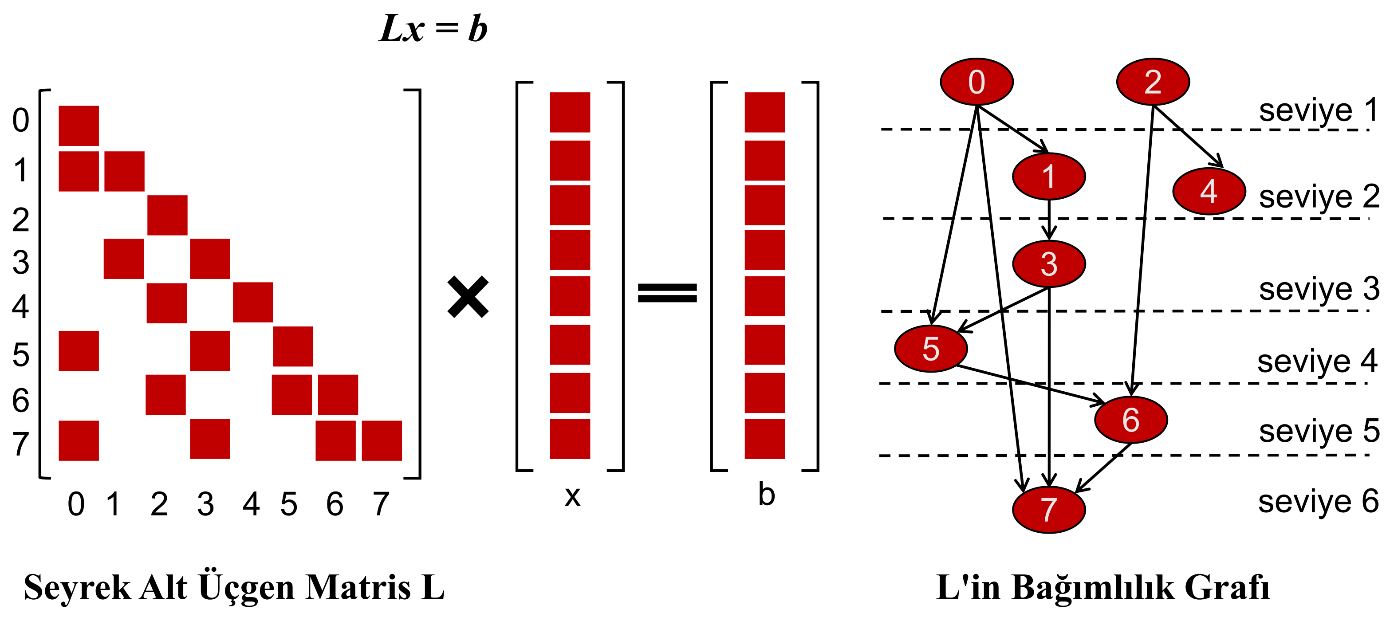 Lx = b
0
1
2
3
4
5
6
7
0 1 2 3 4 5 6 7
x
b
Seyrek Alt Üçgen Matris L
0 2
seviye 1
1
4
seviye 2
3
seviye 3
5
seviye 4
6
seviye 5
7
seviye 6
L'in Bağımlılık Grafı